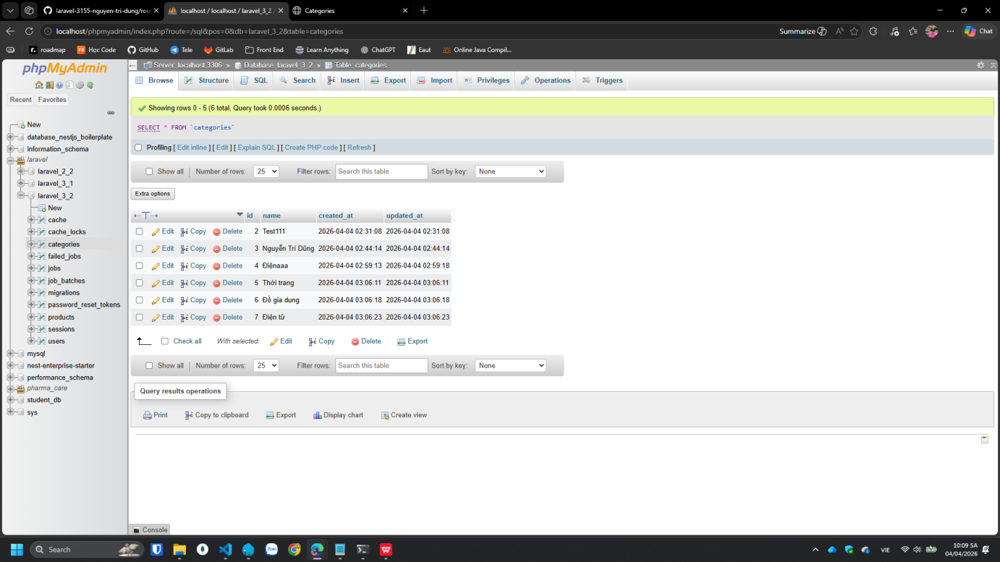 laravel-3155-nguyen-tri-dung/rou
localhost / localhost / laravel_3_2 /
Categories
localhost/phpmyadmin/index.php?route=/sql&pos=0&db=laravel_3_2&table=categories
Summarize
Chat
roadmap
Học Code
GitHub
Tele
GitLab
Front End
Learn Anything
ChatGPT
Eaut
Online Java Compil...
phpMyAdmin
Recent Favorites
New
database_nestjs_boilerplate
information_schema
laravel
laravel_2_2
laravel_3_1
laravel_3_2
New
cache
cache_locks
categories
failed_jobs
jobs
job_batches
migrations
password_reset_tokens
products
sessions
users
mysql
nest-enterprise-starter
performance_schema
pharma_care
student_db
sys
Server: localhost:3306 » Database: laravel_3_2 » Table: categories
Browse Structure SQL Search Insert Export Import Privileges Operations Triggers
Showing rows 0 - 5 (6 total, Query took 0.0006 seconds.)
SELECT * FROM `categories`
Profiling [ Edit inline ] [ Edit ] [ Explain SQL ] [ Create PHP code ] [ Refresh ]
Show all Number of rows: 25 Filter rows: Search this table Sort by key: None
Extra options
id name created_at updated_at
Edit Copy Delete 2 Test111 2026-04-04 02:31:08 2026-04-04 02:31:08
Edit Copy Delete 3 Nguyễn Trí Dũng 2026-04-04 02:44:14 2026-04-04 02:44:14
Edit Copy Delete 4 Điệnaaa 2026-04-04 02:59:13 2026-04-04 02:59:18
Edit Copy Delete 5 Thời trang 2026-04-04 03:06:11 2026-04-04 03:06:11
Edit Copy Delete 6 Đồ gia dụng 2026-04-04 03:06:18 2026-04-04 03:06:18
Edit Copy Delete 7 Điện tử 2026-04-04 03:06:23 2026-04-04 03:06:23
Check all With selected: Edit Copy Delete Export
Show all Number of rows: 25 Filter rows: Search this table Sort by key: None
Query results operations
Print Copy to clipboard Export Display chart Create view
Console
Search
Zalo
VIE
10:09 SA
04/04/2026